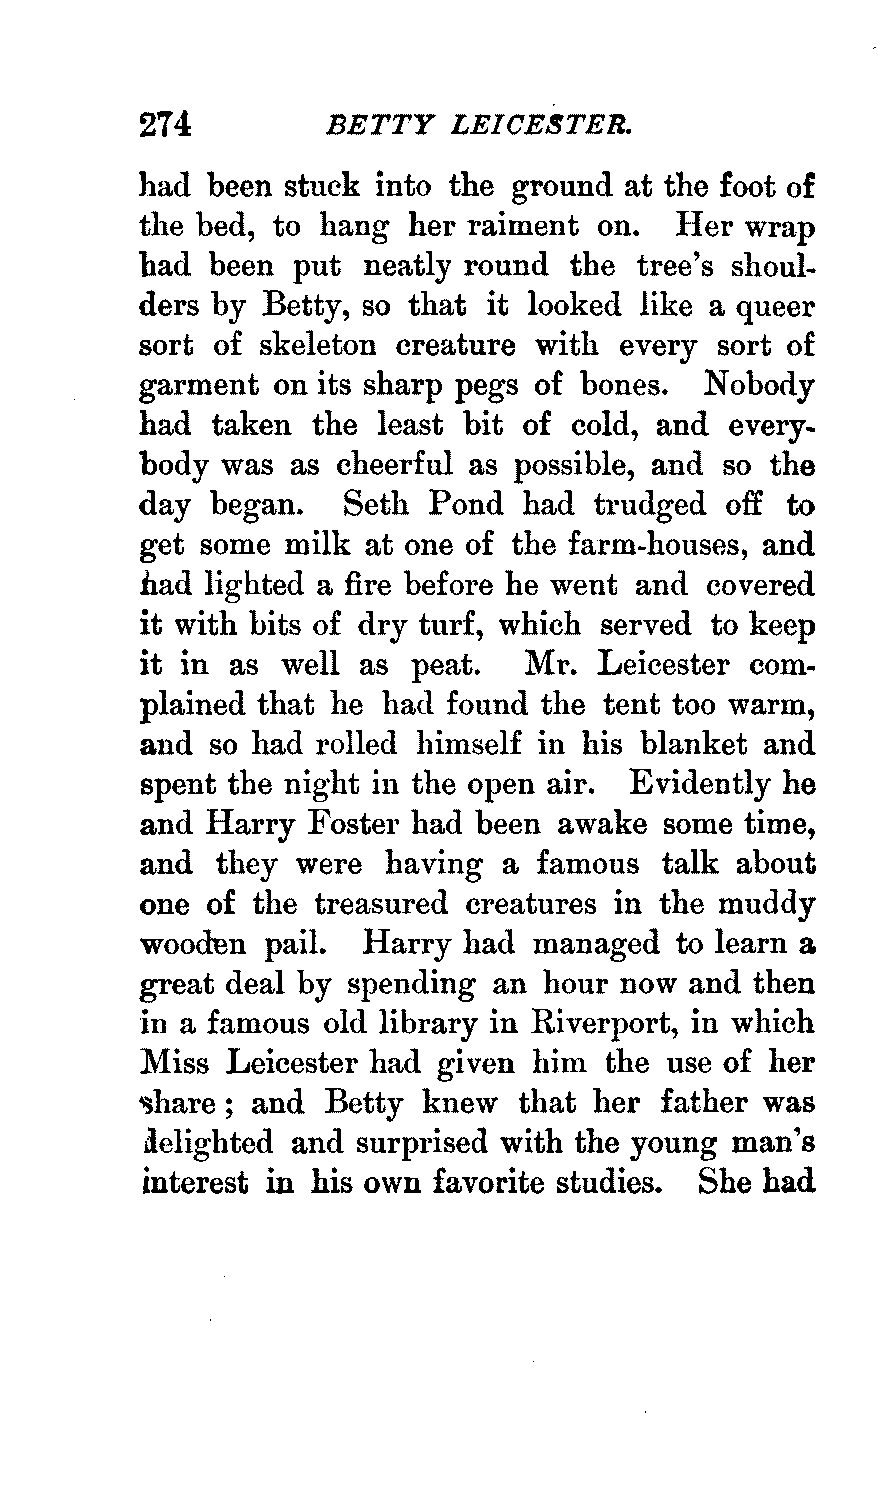 274 BETTY LEICESTER.
had been stuck into the ground at the foot of
the bed, to hang her raiment on. Her wrap
had been put neatly round the tree's shoul-
ders by Betty, so that it looked like a queer
sort of skeleton creature with every sort of
garment on its sharp pegs of bones. Nobody
had taken the least bit of cold, and every-
body was as cheerful as possible, and so the
day began. Seth Pond had trudged off to
get some milk at one of the farm-houses, and
had lighted a fire before he went and covered
it with bits of dry turf, which served to keep
it in as well as peat. Mr. Leicester com-
plained that he had found the tent too warm,
and so had rolled himself in his blanket and
spent the night in the open air. Evidently he
and Harry Foster had been awake some time,
and they were having a famous talk about
one of the treasured creatures in the muddy
wooden pail. Harry had managed to learn a
great deal by spending an hour now and then
in a famous old library in Riverport, in which
Miss Leicester had given him the use of her
share ; and Betty knew that her father was
delighted and surprised with the young man's
interest in his own favorite studies. She had